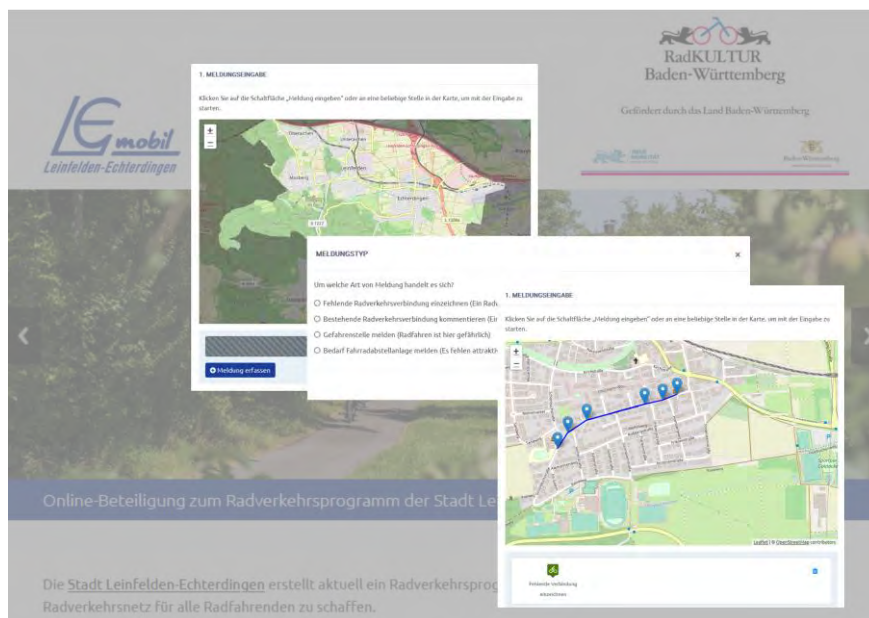 RadKULTUR
Baden-Württemberg
Gefördert durch das Land Baden-Württemberg
Baden-Württemberg
LE mobil
Leinfelden-Echterdingen
1. MELDUNGSEINGABE
Klicken Sie auf die Schaltfläche „Meldung eingeben“ oder an eine beliebige Stelle in der Karte, um mit der Eingabe zu
starten.
+
−
Leinfelden
Echterdingen
Meldung erfassen
MELDUNGSTYP
×
Um welche Art von Meldung handelt es sich?
Fehlende Radverkehrsverbindung einzeichnen (Ein Radv
Bestehende Radverkehrsverbindung kommentieren (Ei
Gefahrenstelle melden (Radfahren ist hier gefährlich)
Bedarf Fahrradabstellanlage melden (Es fehlen attrakti
1. MELDUNGSEINGABE
Klicken Sie auf die Schaltfläche „Meldung eingeben“ oder an eine beliebige Stelle in der Karte, um mit der Eingabe zu
starten.
+
−
Leaflet | © OpenStreetMap contributors
Fehlende Verbindung
einzeichnen
Online-Beteiligung zum Radverkehrsprogramm der Stadt Le
Die Stadt Leinfelden-Echterdingen erstellt aktuell ein Radverkehrsprog
Radverkehrsnetz für alle Radfahrenden zu schaffen.